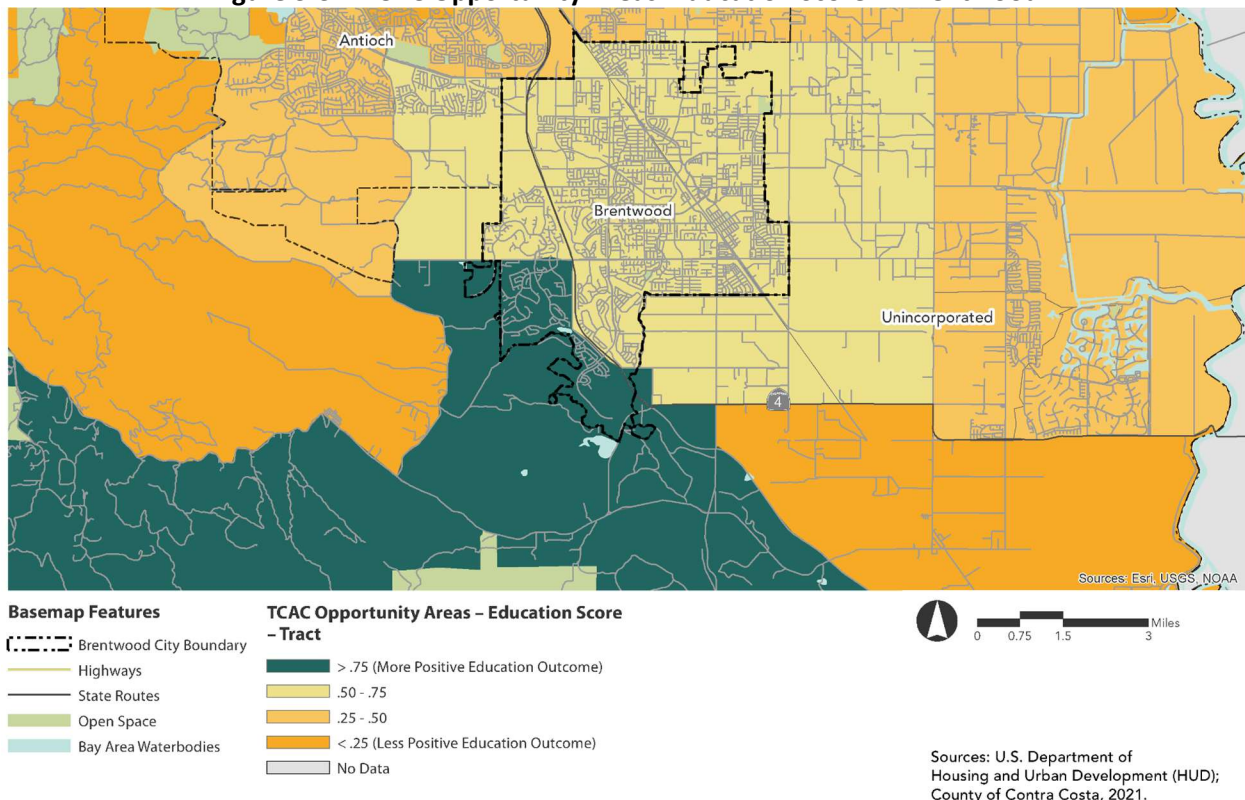 Antioch
Brentwood
Unincorporated
4
Sources: Esri, USGS, NOAA
Basemap Features
Brentwood City Boundary
Highways
State Routes
Open Space
Bay Area Waterbodies
TCAC Opportunity Areas – Education Score
– Tract
> .75 (More Positive Education Outcome)
.50 - .75
.25 - .50
< .25 (Less Positive Education Outcome)
No Data
0 0.75 1.5 3 Miles
Sources: U.S. Department of
Housing and Urban Development (HUD);
County of Contra Costa, 2021.